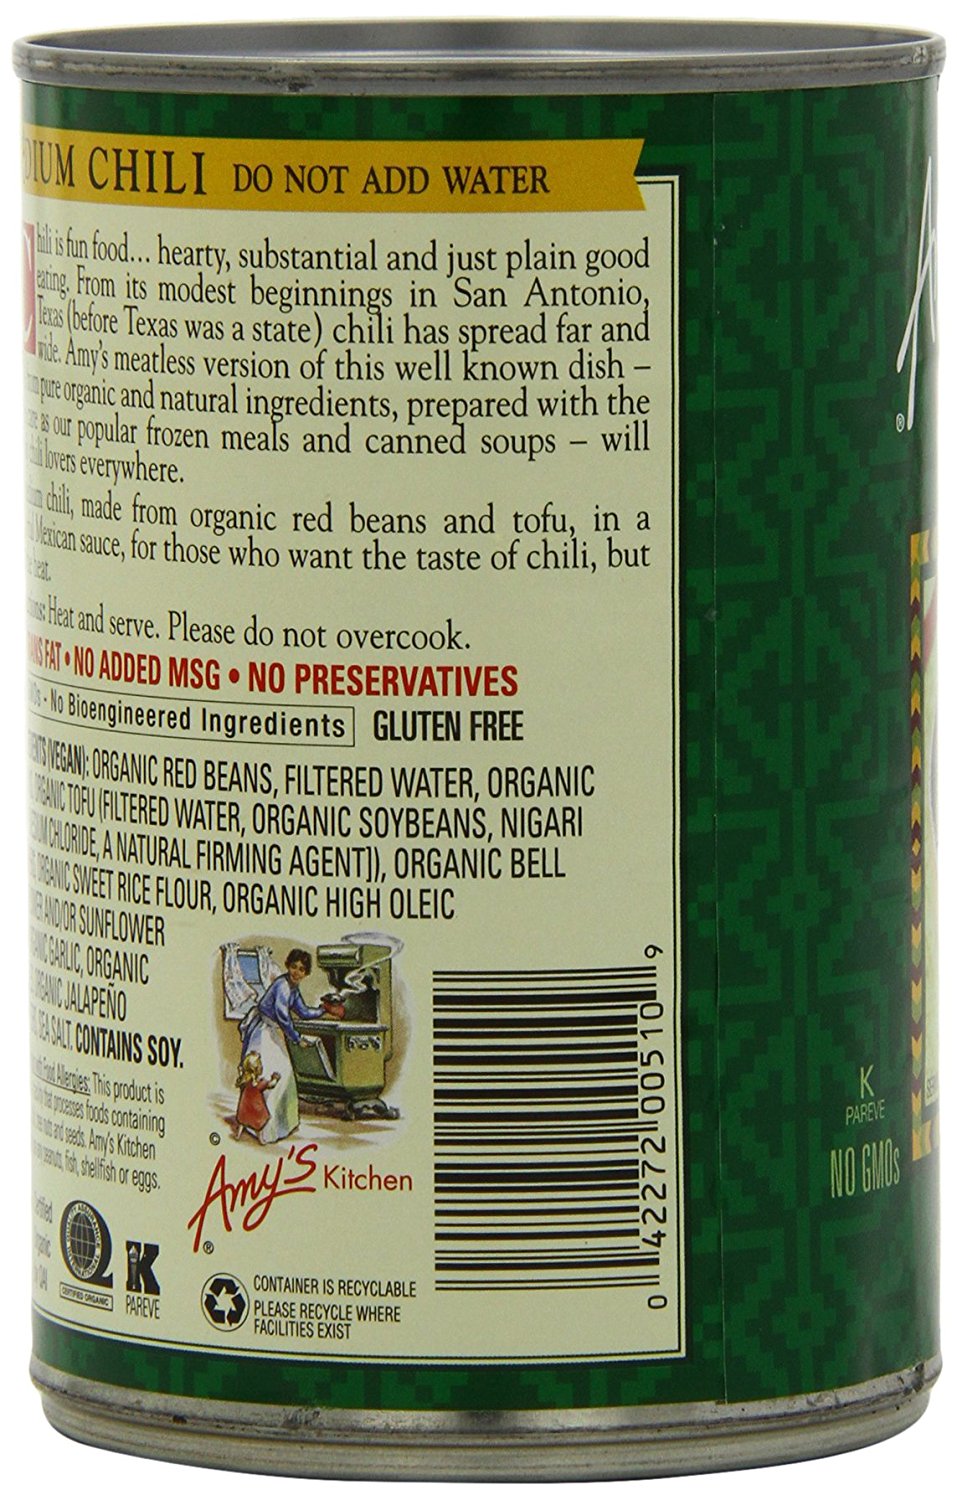 CHILI DO NOT ADD WATER
hili is fun food... hearty, substantial and just plain good
eating. From its modest beginnings in San Antonio,
Texas (before Texas was a state) chili has spread far and
wide. Amy's meatless version of this well known dish –
pure organic and natural ingredients, prepared with the
as our popular frozen meals and canned soups – will
chili lovers everywhere.
chili, made from organic red beans and tofu, in a
Mexican sauce, for those who want the taste of chili, but
heat.
Heat and serve. Please do not overcook.
FAT • NO ADDED MSG • NO PRESERVATIVES
- No Bioengineered Ingredients GLUTEN FREE
(VEGAN): ORGANIC RED BEANS, FILTERED WATER, ORGANIC
ORGANIC TOFU (FILTERED WATER, ORGANIC SOYBEANS, NIGARI
CHLORIDE, A NATURAL FIRMING AGENT]), ORGANIC BELL
ORGANIC SWEET RICE FLOUR, ORGANIC HIGH OLEIC
AND/OR SUNFLOWER
GARLIC, ORGANIC
ORGANIC JALAPEÑO
SEA SALT. CONTAINS SOY.
Food Allergies: This product is
that processes foods containing
nuts and seeds. Amy's Kitchen
peanuts, fish, shellfish or eggs.
© Amy's Kitchen ®
0 42272 00510 9
QAI
CERTIFIED ORGANIC
K
PAREVE
CONTAINER IS RECYCLABLE
PLEASE RECYCLE WHERE
FACILITIES EXIST
A
®
K
PAREVE
NO GMOs